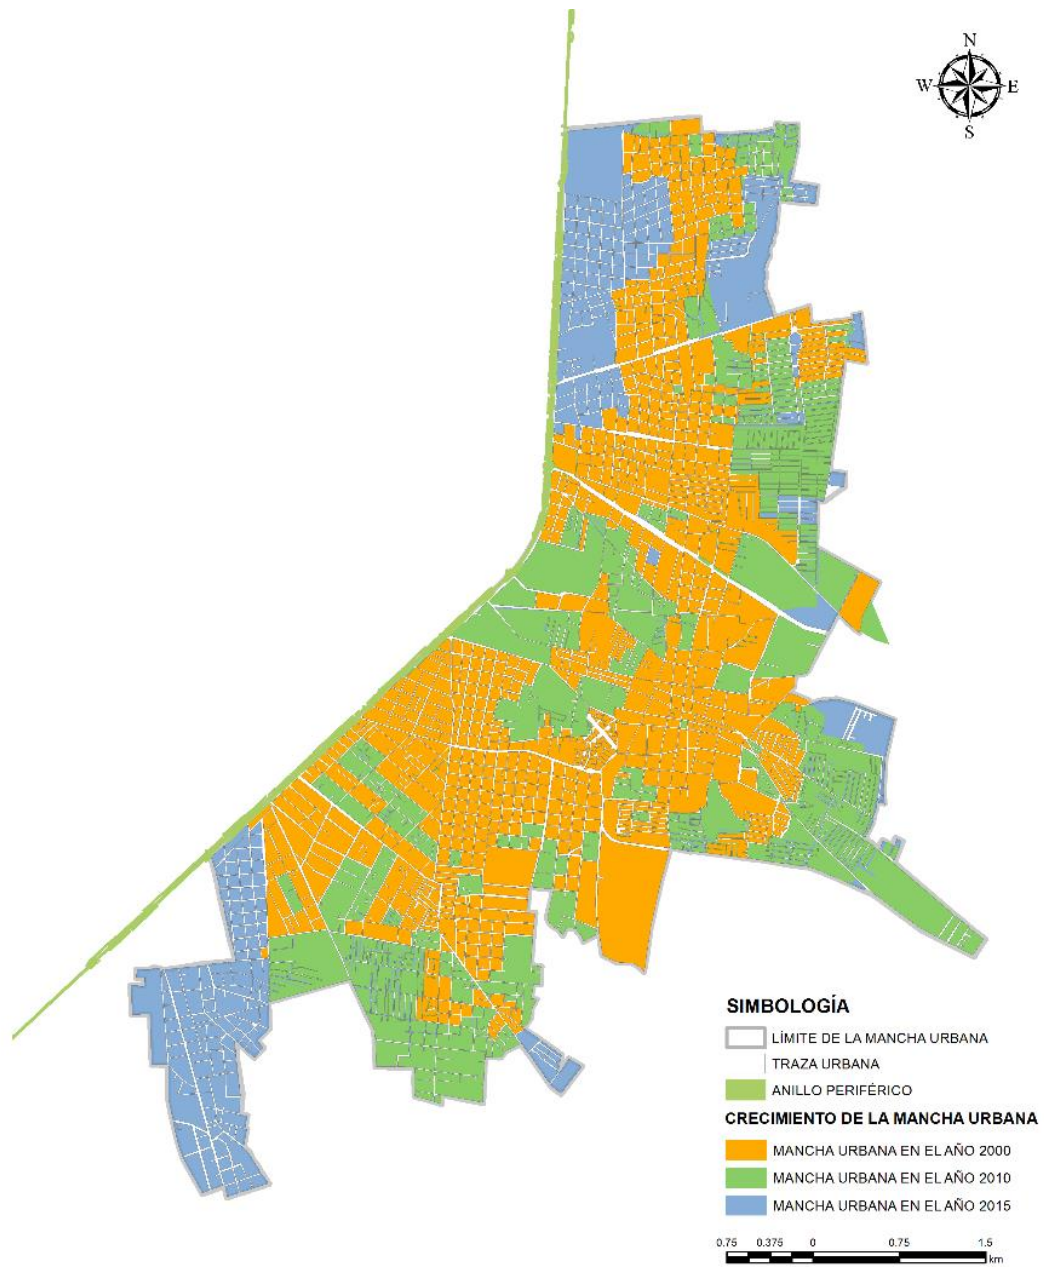 N
W E
S
SIMBOLOGÍA
LÍMITE DE LA MANCHA URBANA
TRAZA URBANA
ANILLO PERIFÉRICO
CRECIMIENTO DE LA MANCHA URBANA
MANCHA URBANA EN EL AÑO 2000
MANCHA URBANA EN EL AÑO 2010
MANCHA URBANA EN EL AÑO 2015
0.75 0.375 0 0.75 1.5
km